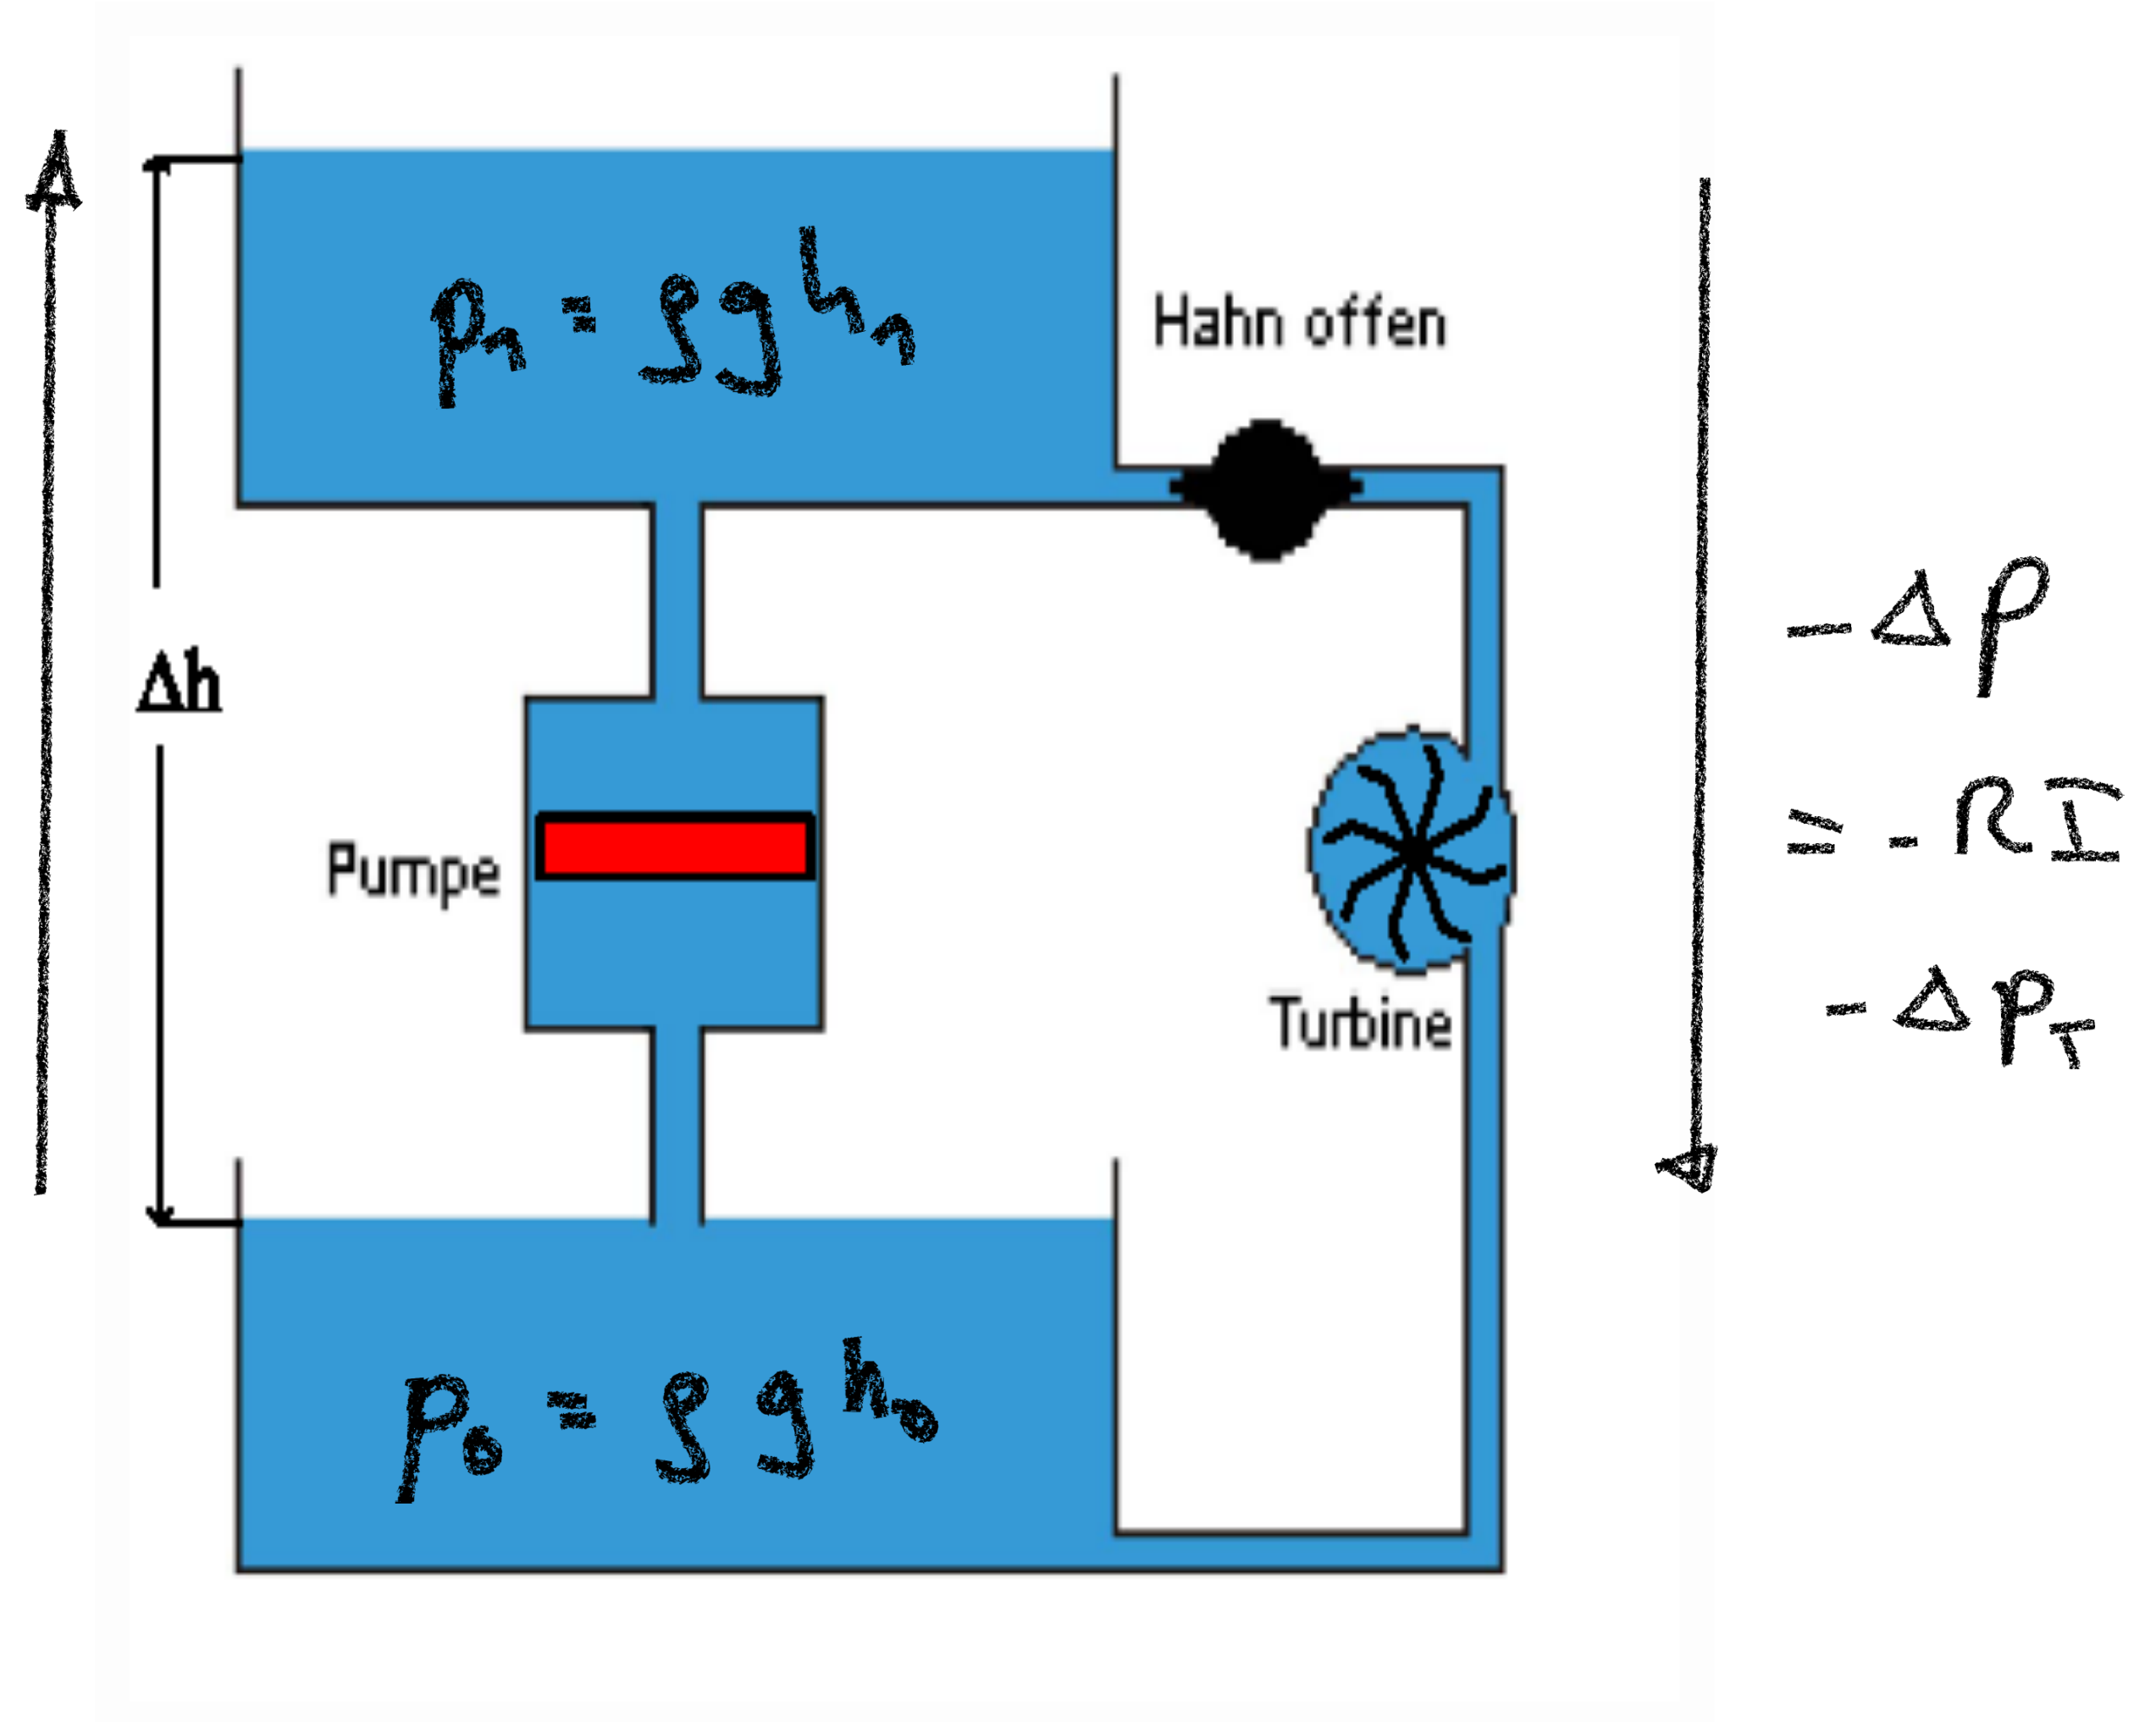 p₁ = ρgh₁
Hahn offen
Δh
- Δp
= - RI
- Δp_T
Pumpe
Turbine
p₀ = ρgh₀